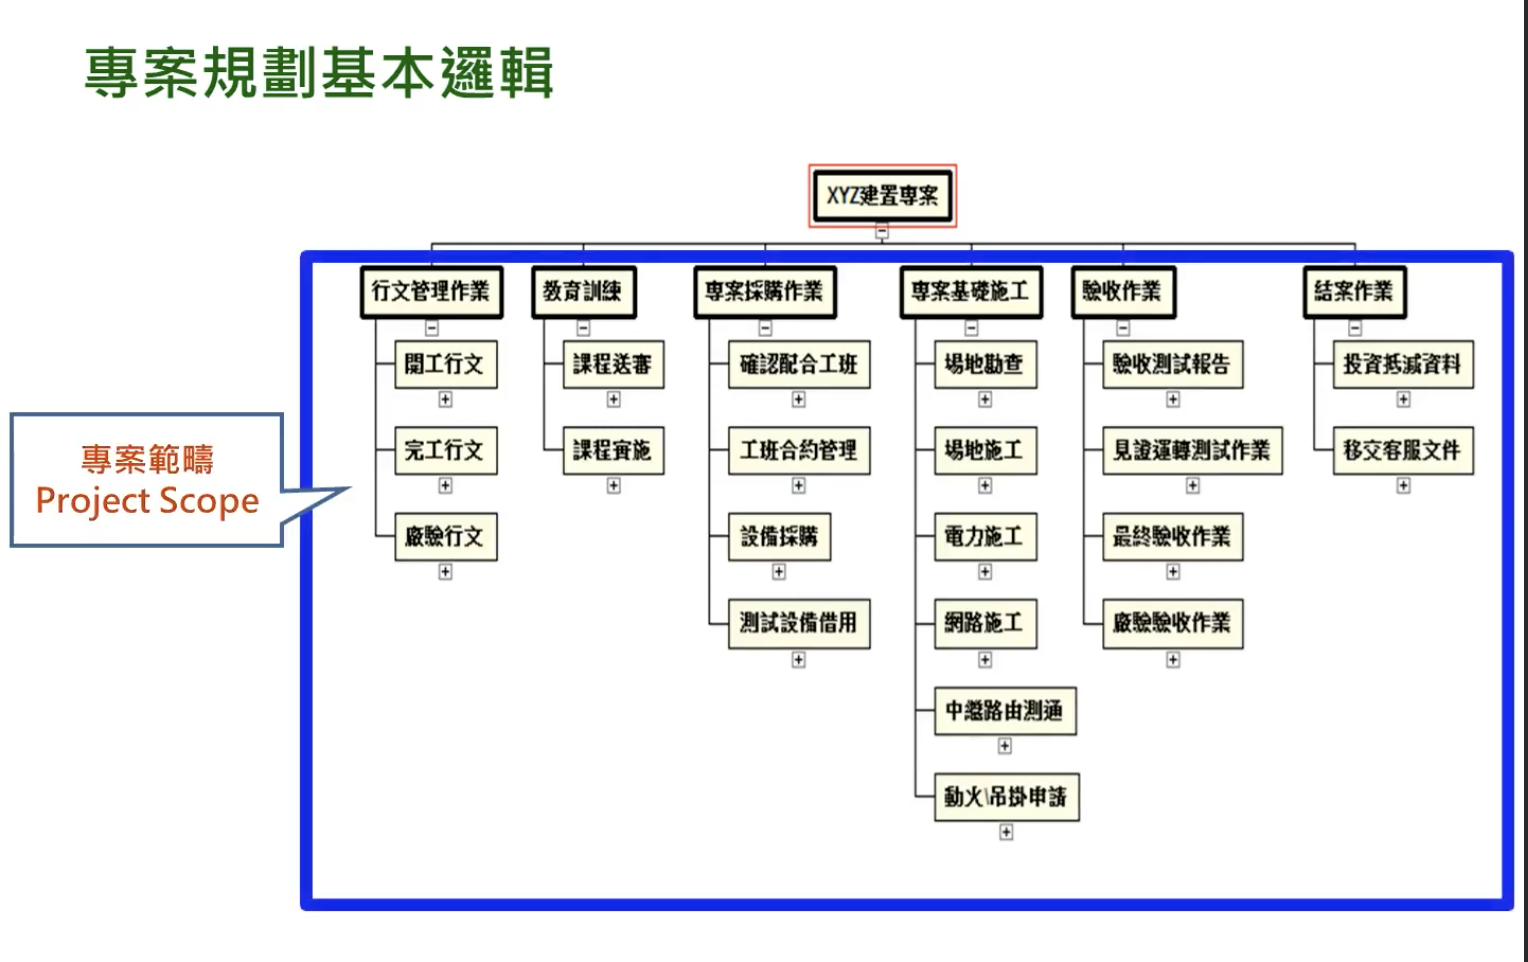 專案規劃基本邏輯
XYZ建置專案
行文管理作業
開工行文
完工行文
廠驗行文
教育訓練
課程送審
課程實施
專案採購作業
確認配合工班
工班合約管理
設備採購
測試設備借用
專案基礎施工
場地勘查
場地施工
電力施工
網路施工
中繼路由測通
動火\吊掛申請
驗收作業
驗收測試報告
見證運轉測試作業
最終驗收作業
廠驗驗收作業
結案作業
投資抵減資料
移交客服文件
專案範疇
Project Scope